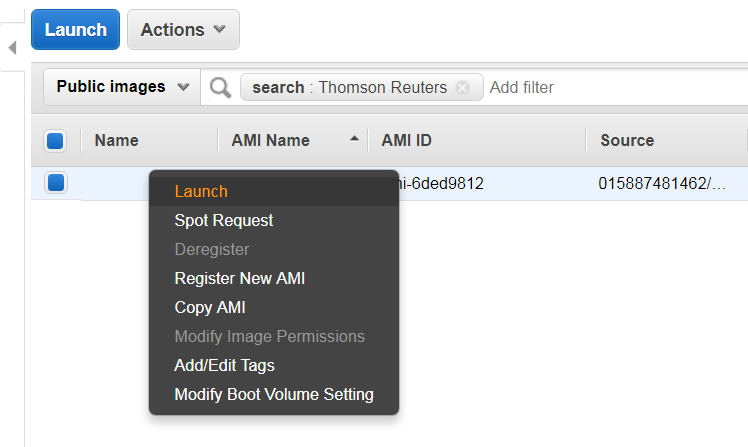 Launch Actions
Public images search : Thomson Reuters Add filter
Name AMI Name AMI ID Source
-6ded9812 015887481462/...
Launch
Spot Request
Deregister
Register New AMI
Copy AMI
Modify Image Permissions
Add/Edit Tags
Modify Boot Volume Setting